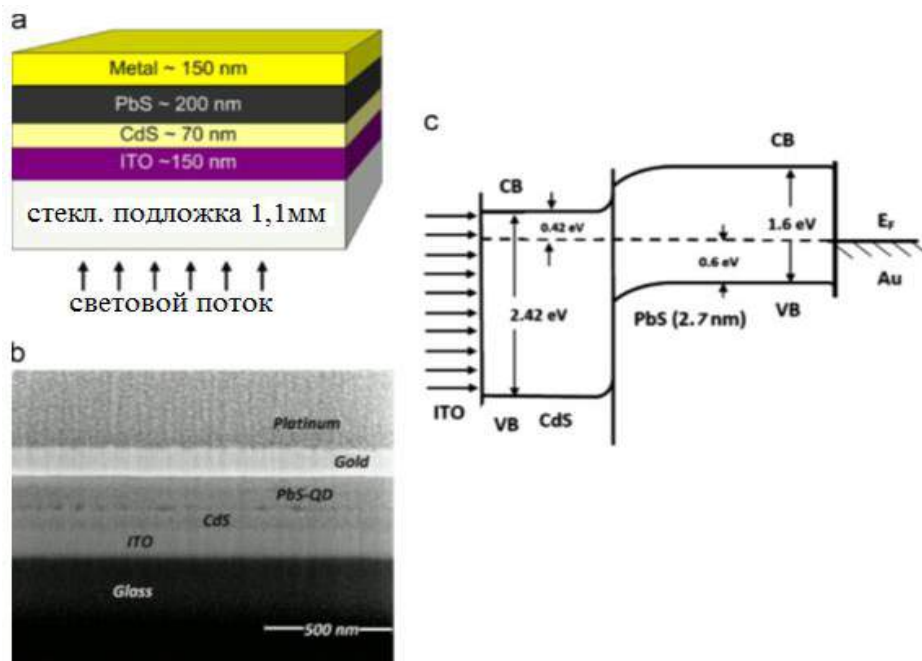 a
Metal ~ 150 nm
PbS ~ 200 nm
CdS ~ 70 nm
ITO ~150 nm
стекл. подложка 1,1мм
световой поток
b
Platinum
Gold
PbS-QD
CdS
ITO
Glass
500 nm
c
CB
CB
0.42 eV
1.6 eV
E_F
0.6 eV
Au
2.42 eV
PbS (2.7 nm)
VB
ITO
VB
CdS